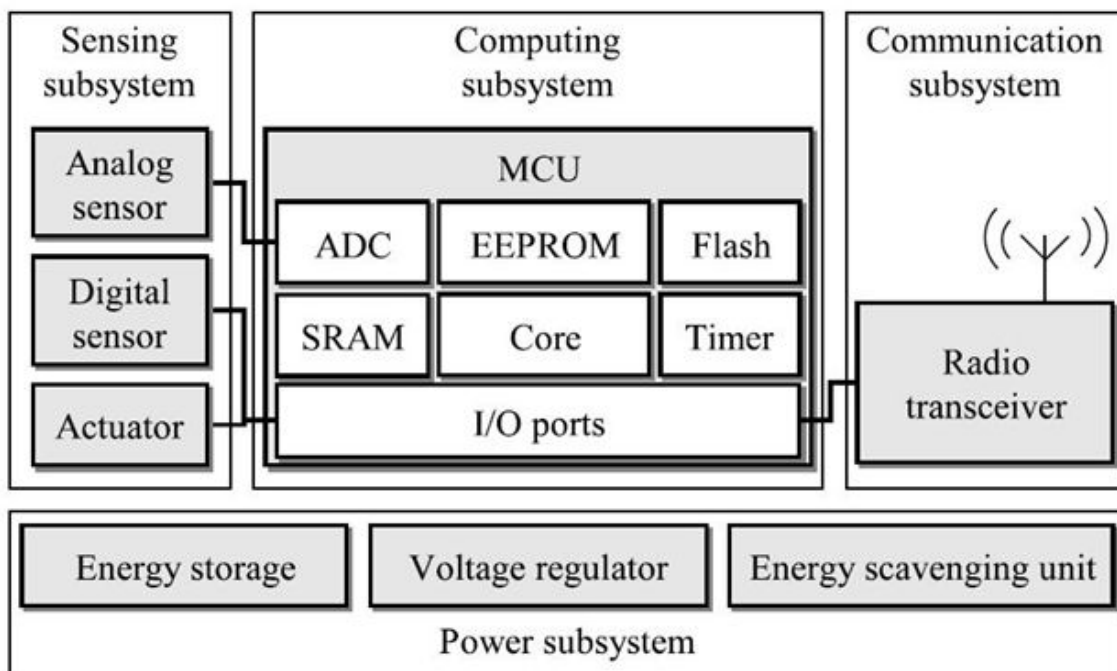 Sensing
subsystem
Analog
sensor
Digital
sensor
Actuator
Computing
subsystem
MCU
ADC
EEPROM
Flash
SRAM
Core
Timer
I/O ports
Communication
subsystem
Radio
transceiver
Energy storage
Voltage regulator
Energy scavenging unit
Power subsystem